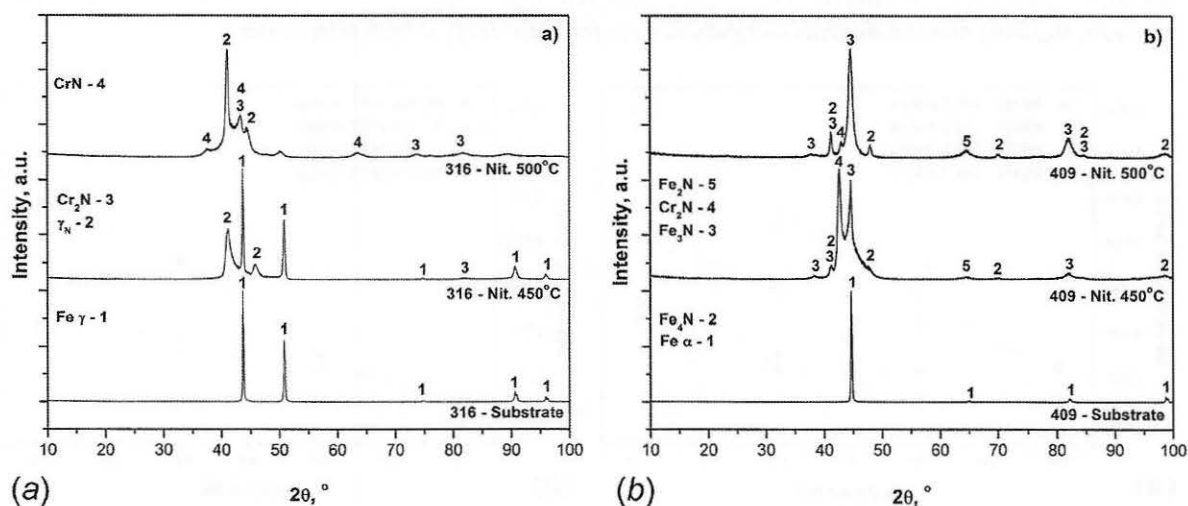 a)
2
CrN - 4
4
3
2
4
4
3
3
316 - Nit. 500°C
1
Cr₂N - 3
γN - 2
2
1
2
1
3
1
1
316 - Nit. 450°C
1
Fe γ - 1
1
1
1
1
316 - Substrate
Intensity, a.u.
10 20 30 40 50 60 70 80 90 100
(a)
2θ, °
b)
3
2
3
4
3
2
5
2
3
2
3
2
409 - Nit. 500°C
4
3
Fe₂N - 5
Cr₂N - 4
Fe₃N - 3
2
3
3
2
5
2
3
2
409 - Nit. 450°C
1
Fe₄N - 2
Fe α - 1
1
1
1
409 - Substrate
Intensity, a.u.
10 20 30 40 50 60 70 80 90 100
(b)
2θ, °